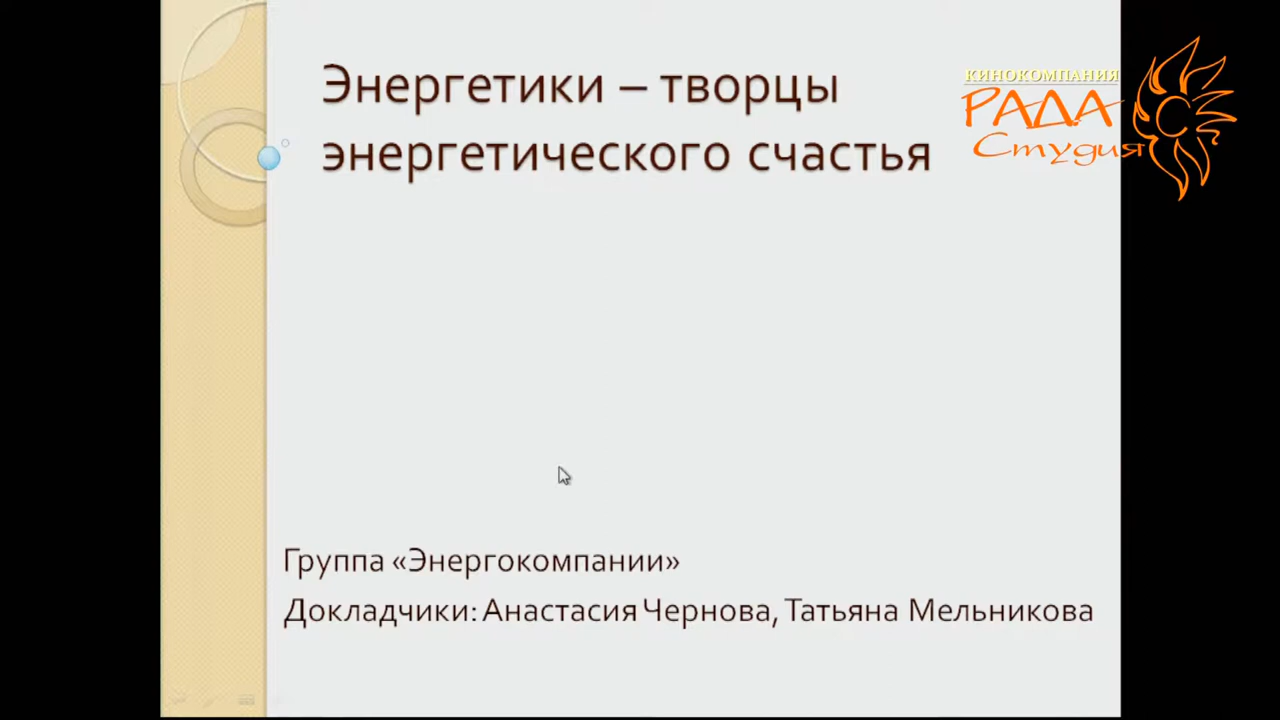 Энергетики – творцы
энергетического счастья
КИНОКОМПАНИЯ
РАДА
Студия
Группа «Энергокомпании»
Докладчики: Анастасия Чернова, Татьяна Мельникова